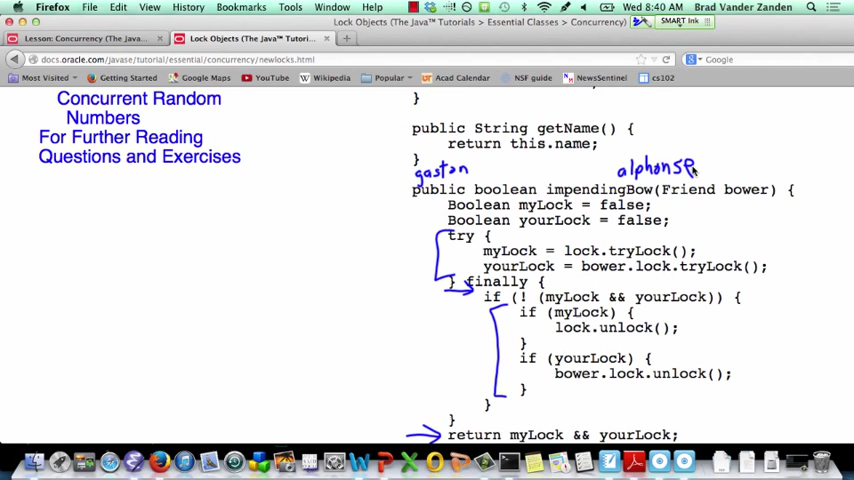 Firefox File Edit View History Bookmarks Tools Window Help
Wed 8:40 AM Brad Vander Zanden
Lock Objects (The Java™ Tutorials > Essential Classes > Concurrency)
SMART Ink
Lesson: Concurrency (The Java...
Lock Objects (The Java™ Tutori...
docs.oracle.com/javase/tutorial/essential/concurrency/newlocks.html
Google
Most Visited Getting Started Google Maps YouTube Wikipedia Popular Acad Calendar NSF guide NewsSentinel cs102
Concurrent Random
Numbers
For Further Reading
Questions and Exercises
}
public String getName() {
return this.name;
}
gaston alphonse
public boolean impendingBow(Friend bower) {
Boolean myLock = false;
Boolean yourLock = false;
try {
myLock = lock.tryLock();
yourLock = bower.lock.tryLock();
} finally {
if (! (myLock && yourLock)) {
if (myLock) {
lock.unlock();
}
if (yourLock) {
bower.lock.unlock();
}
}
}
return myLock && yourLock;